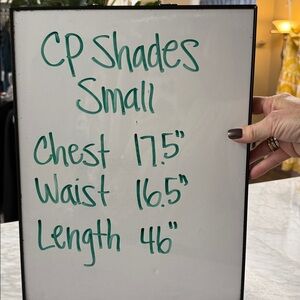 CP Shades
Small
Chest 17.5"
Waist 16.5"
Length 46"